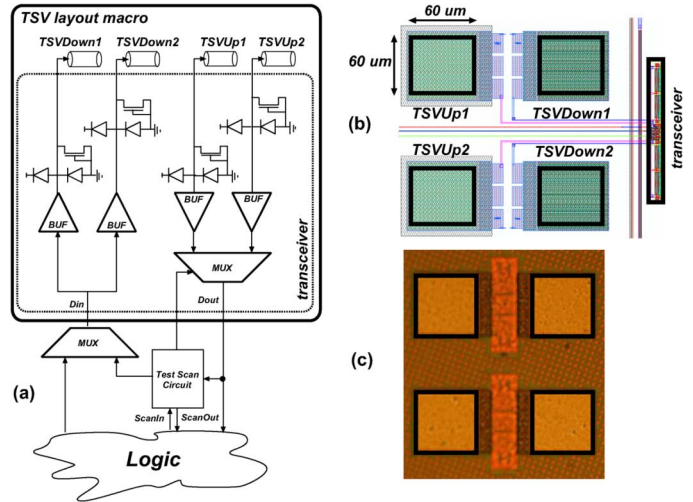 TSV layout macro
TSVDown1
TSVDown2
TSVUp1
TSVUp2
BUF
BUF
BUF
BUF
MUX
transceiver
Din
Dout
MUX
Test Scan
Circuit
ScanIn
ScanOut
Logic
(a)
60 um
60 um
TSVUp1
TSVDown1
(b)
TSVUp2
TSVDown2
transceiver
(c)